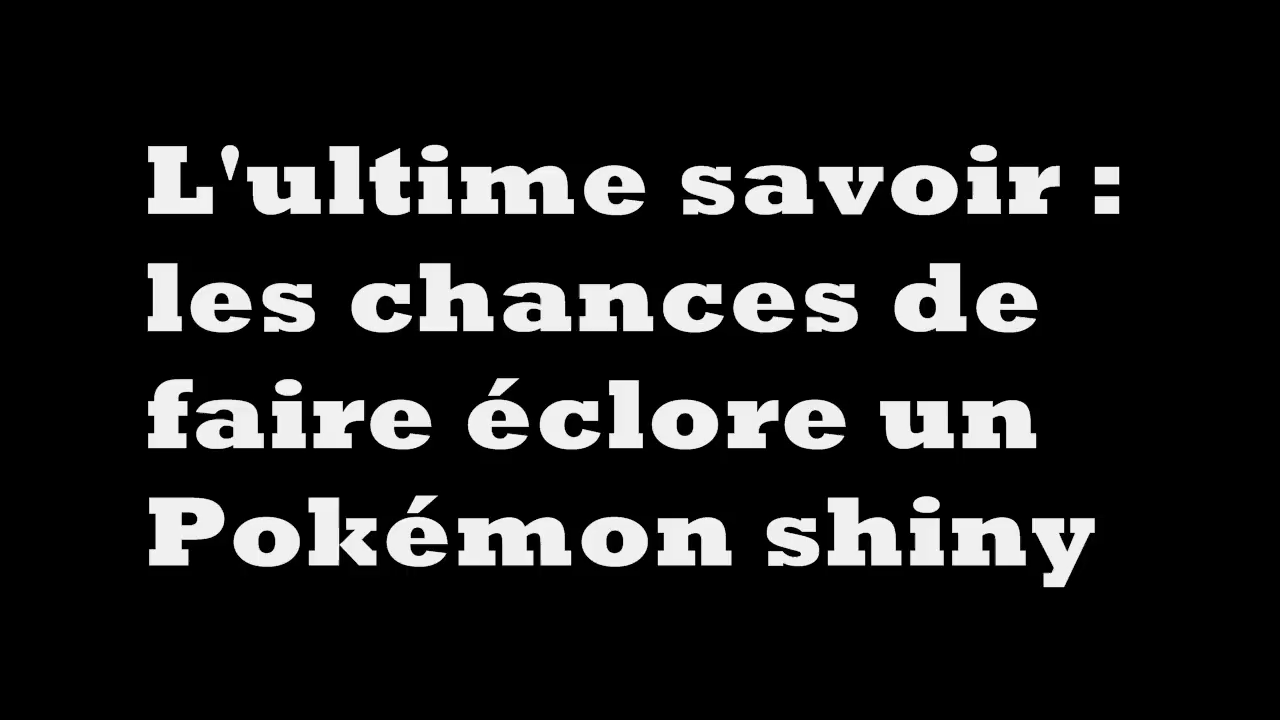 L'ultime savoir :
les chances de
faire éclore un
Pokémon shiny